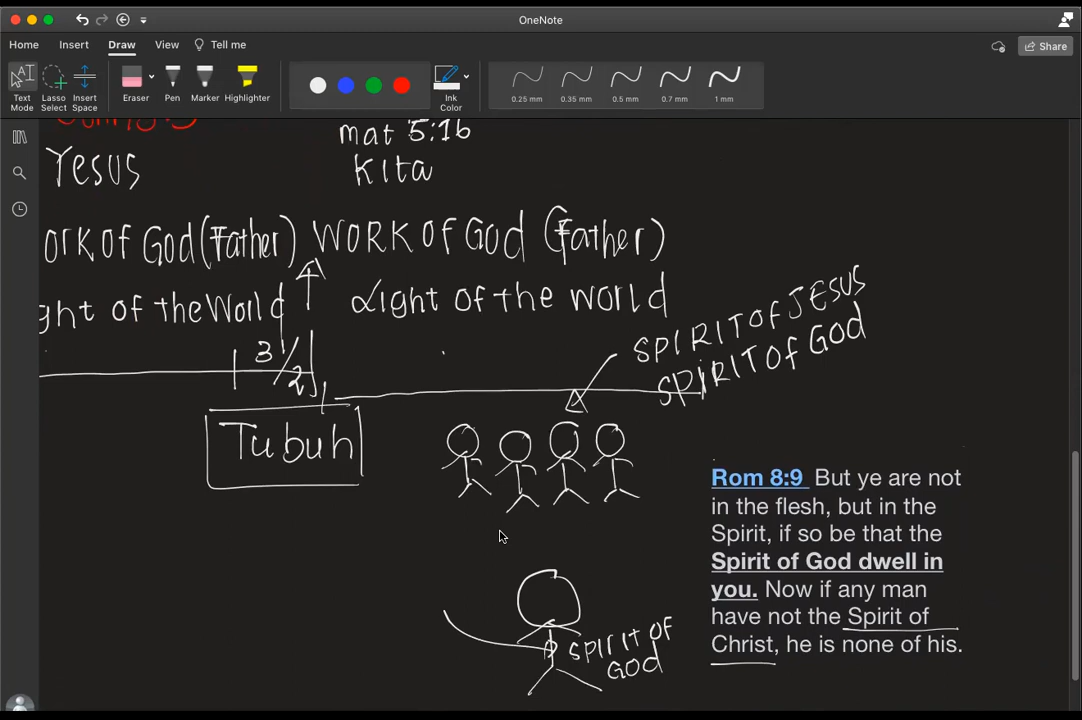 OneNote
Home Insert Draw View Tell me
Share
Text Mode
Lasso Select
Insert Space
Eraser
Pen
Marker
Highlighter
Ink Color
0.25 mm 0.35 mm 0.5 mm 0.7 mm 1 mm
mat 5:16
Yesus Kita
ork of God (Father) WORK of God (Father)
ght of the World Light of the world
SPIRIT OF JESUS
SPIRIT OF GOD
3 1/2
Tubuh
Rom 8:9 But ye are not
in the flesh, but in the
Spirit, if so be that the
Spirit of God dwell in
you. Now if any man
have not the Spirit of
Christ, he is none of his.
SPIRIT OF
GOD